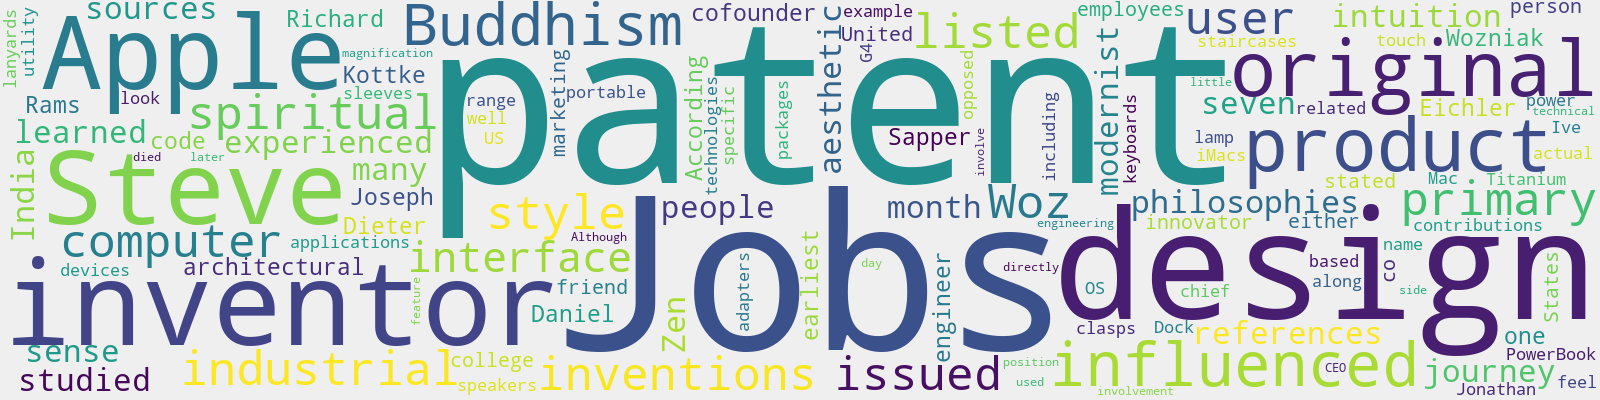 lanyards
utility
sources
Apple
Richard
magnification
Kottke
sleeves
Buddhism
cofounder
example
United
aesthetic
G4
listed
employees
user
staircases
intuition
person
touch
Wozniak
Rams
look
spiritual
learned
code
experienced
range
well
US
marketing
portable
According
technologies
specific
packages
patent
Sapper
opposed
involve
including
modernist
keyboards
little
original
seven
related
Eichler
power
technical
lamp
Ive
iMacs
product
actual
India
died
later
many
Steve
Joseph
Dieter
style
people
month
Woz
philosophies
stated
Mac
Titanium
primary
engineering
innovator
either
contributions
computer
applications
Although
interface
devices
architectural
feature
friend
Daniel
inventor
Jobs
Zen
adapters
earliest
day
engineer
directly
design
OS
chief
based
along
name
co
side
States
clasps
Dock
references
one
sense
studied
industrial
college
speakers
inventions
issued
position
used
influenced
CEO
involvement
PowerBook
journey
Jonathan
feel